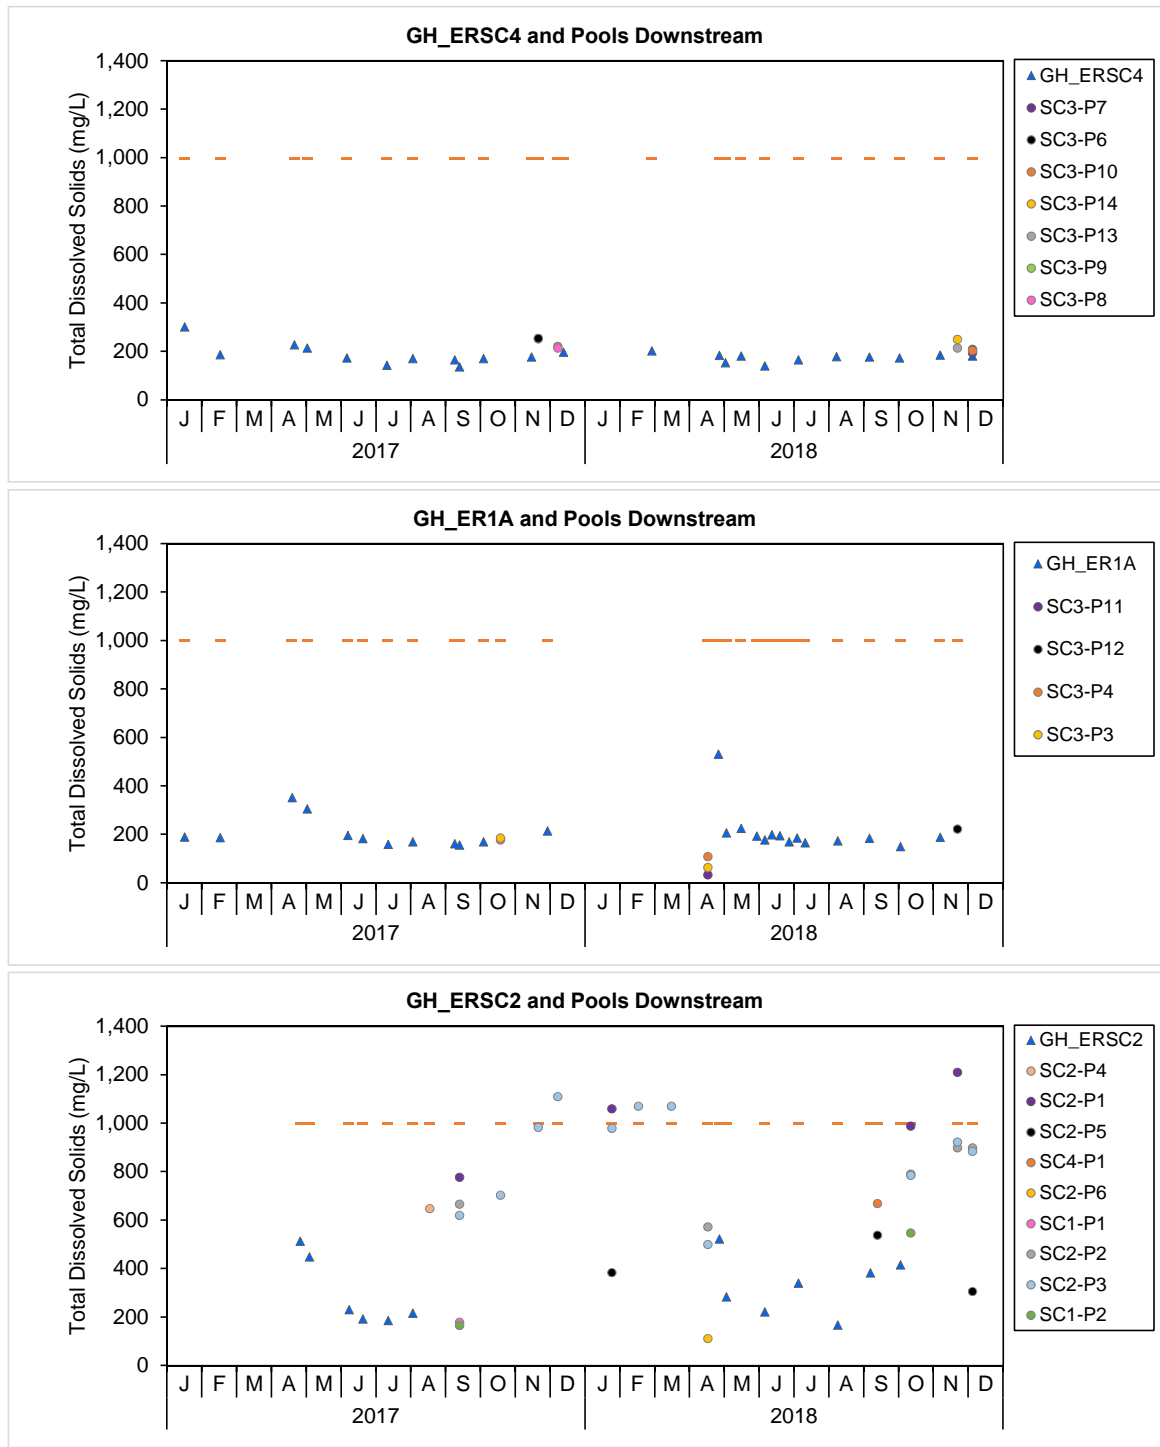 GH_ERSC4 and Pools Downstream
Total Dissolved Solids (mg/L)
1,400
1,200
1,000
800
600
400
200
0
J F M A M J J A S O N D J F M A M J J A S O N D
2017 2018
GH_ERSC4
SC3-P7
SC3-P6
SC3-P10
SC3-P14
SC3-P13
SC3-P9
SC3-P8
GH_ER1A and Pools Downstream
Total Dissolved Solids (mg/L)
1,400
1,200
1,000
800
600
400
200
0
J F M A M J J A S O N D J F M A M J J A S O N D
2017 2018
GH_ER1A
SC3-P11
SC3-P12
SC3-P4
SC3-P3
GH_ERSC2 and Pools Downstream
Total Dissolved Solids (mg/L)
1,400
1,200
1,000
800
600
400
200
0
J F M A M J J A S O N D J F M A M J J A S O N D
2017 2018
GH_ERSC2
SC2-P4
SC2-P1
SC2-P5
SC4-P1
SC2-P6
SC1-P1
SC2-P2
SC2-P3
SC1-P2